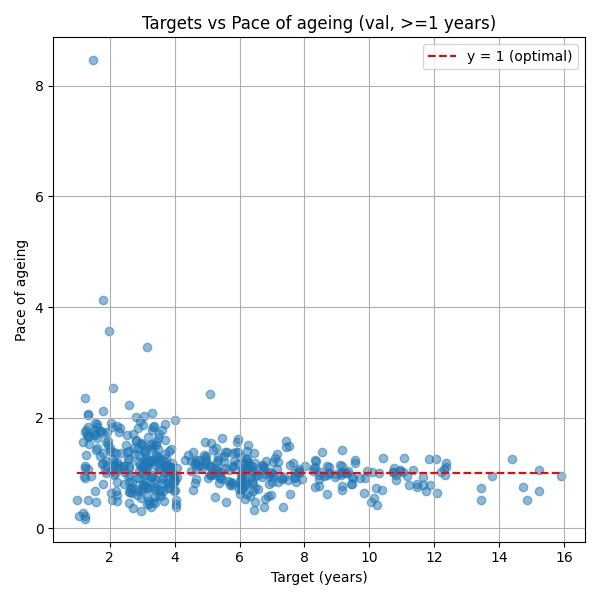 Targets vs Pace of ageing (val, >=1 years)
y = 1 (optimal)
8
6
4
2
0
Pace of ageing
2 4 6 8 10 12 14 16
Target (years)